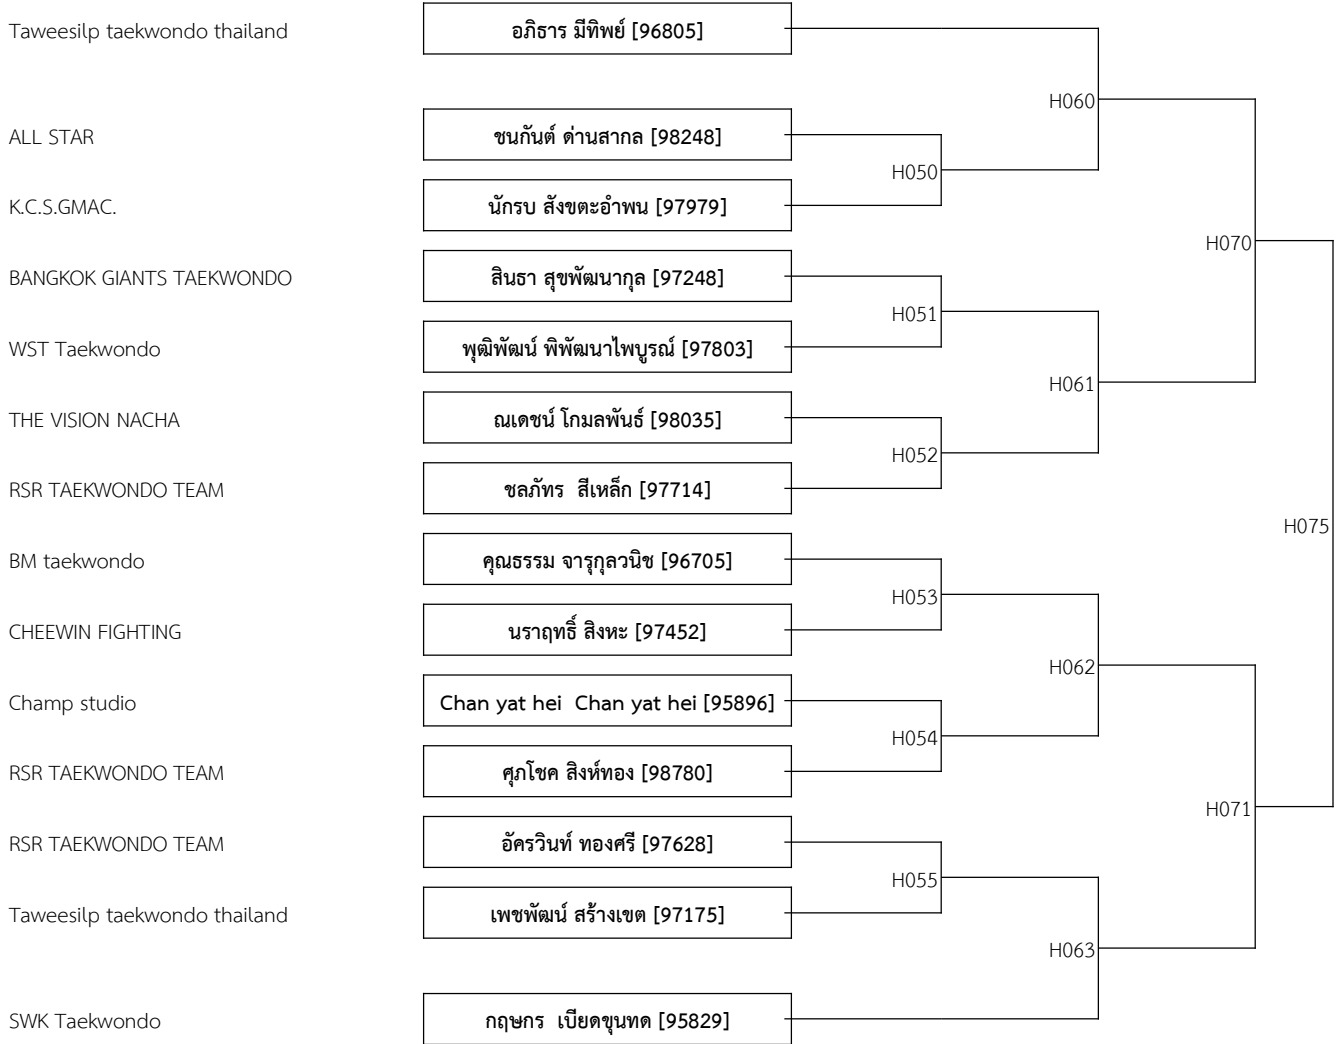 Taweesilp taekwondo thailand อภิธาร มีทิพย์ [96805]
H060
ALL STAR ชนกันต์ ด่านสากล [98248]
H050
K.C.S.GMAC. นักรบ สังขตะอำพน [97979]
H070
BANGKOK GIANTS TAEKWONDO สินธา สุขพัฒนากุล [97248]
H051
WST Taekwondo พุฒิพัฒน์ พิพัฒนาไพบูรณ์ [97803]
H061
THE VISION NACHA ณเดชน์ โกมลพันธ์ [98035]
H052
RSR TAEKWONDO TEAM ชลภัทร  สีเหล็ก [97714]
H075
BM taekwondo คุณธรรม จารุกุลวนิช [96705]
H053
CHEEWIN FIGHTING นราฤทธิ์ สิงหะ [97452]
H062
Champ studio Chan yat hei  Chan yat hei [95896]
H054
RSR TAEKWONDO TEAM ศุภโชค สิงห์ทอง [98780]
H071
RSR TAEKWONDO TEAM อัครวินท์ ทองศรี [97628]
H055
Taweesilp taekwondo thailand เพชพัฒน์ สร้างเขต [97175]
H063
SWK Taekwondo กฤษกร  เบียดขุนทด [95829]